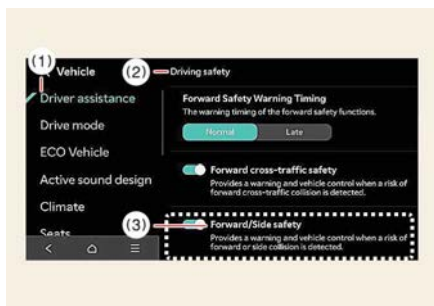 (1)
Vehicle
(2)
Driving safety
Driver assistance
Forward Safety Warning Timing
The warning timing of the forward safety functions.
Normal
Late
Drive mode
ECO Vehicle
Forward cross-traffic safety
Provides a warning and vehicle control when a risk of
forward cross-traffic collision is detected.
Active sound design
Climate
(3)
Forward/Side safety
Provides a warning and vehicle control when a risk of
forward or side collision is detected.
Seats